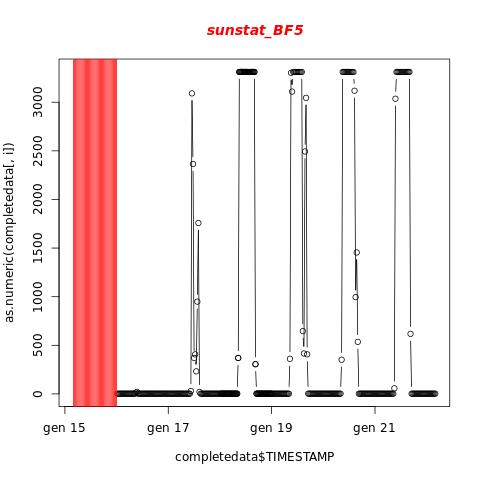 sunstat_BF5
as.numeric(completedata[, i])
3000
2500
2000
1500
1000
500
0
gen 15
gen 17
gen 19
gen 21
completedata$TIMESTAMP